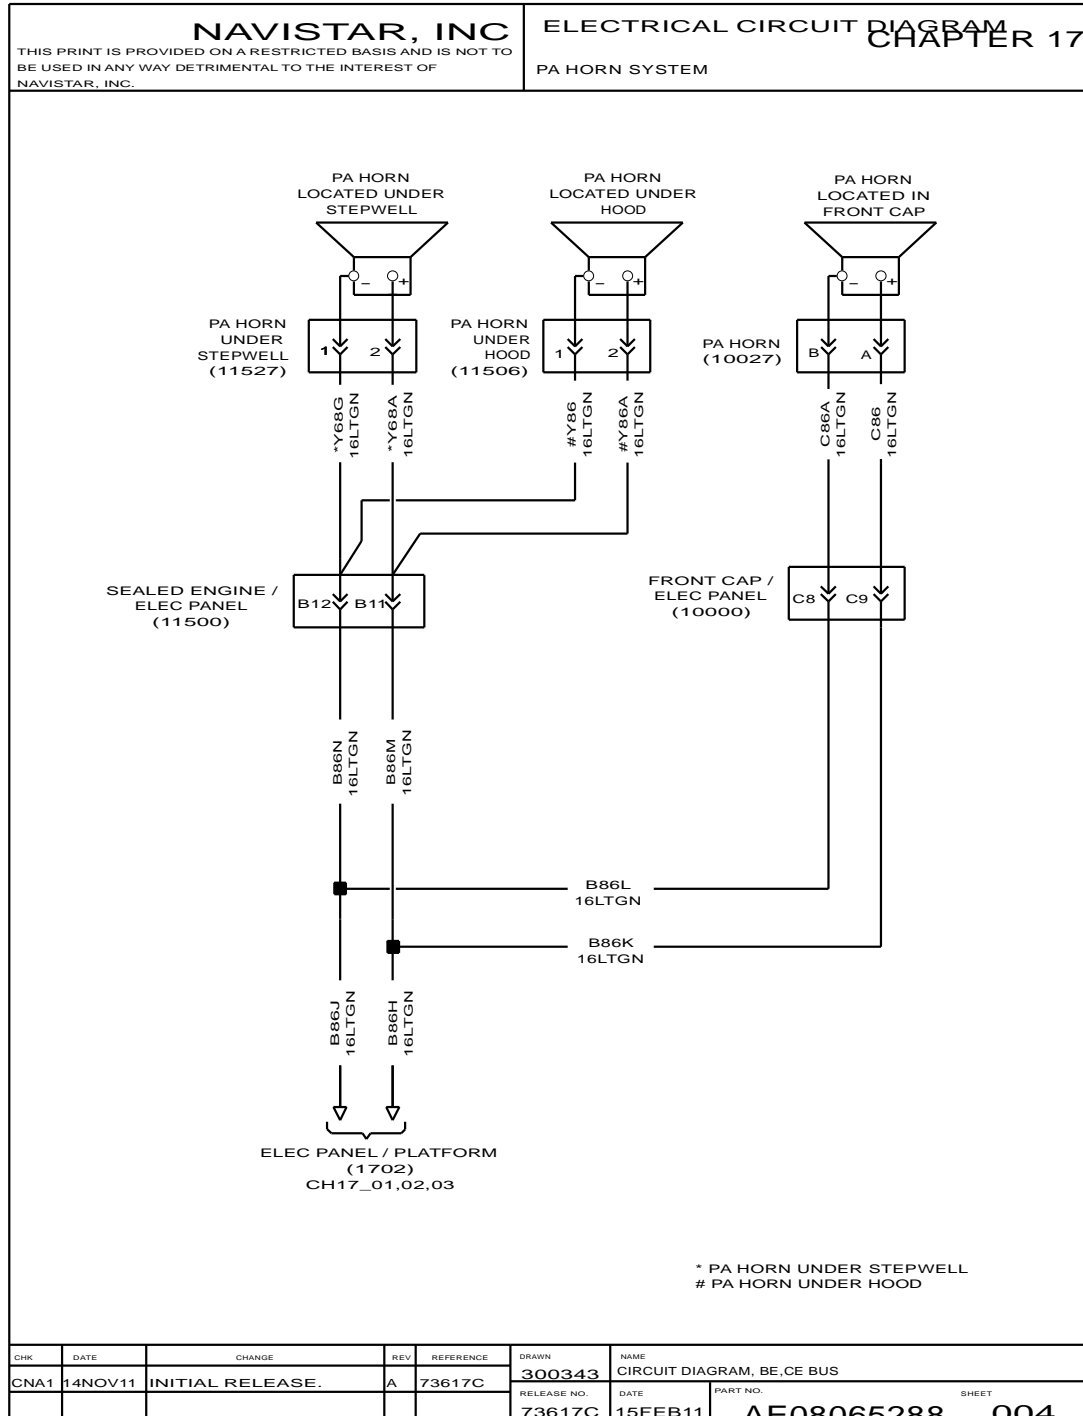 NAVISTAR, INC
THIS PRINT IS PROVIDED ON A RESTRICTED BASIS AND IS NOT TO
BE USED IN ANY WAY DETRIMENTAL TO THE INTEREST OF
NAVISTAR, INC.
ELECTRICAL CIRCUIT DIAGRAM
CHAPTER 17
PA HORN SYSTEM
PA HORN
LOCATED UNDER
STEPWELL
PA HORN
LOCATED UNDER
HOOD
PA HORN
LOCATED IN
FRONT CAP
– +
– +
– +
PA HORN
UNDER
STEPWELL
(11527)
1 2
PA HORN
UNDER
HOOD
(11506)
1 2
PA HORN
(10027)
B A
*Y68G
16LTGN
*Y68A
16LTGN
#Y86
16LTGN
#Y86A
16LTGN
C86A
16LTGN
C86
16LTGN
SEALED ENGINE /
ELEC PANEL
(11500)
B12 B11
FRONT CAP /
ELEC PANEL
(10000)
C8 C9
B86N
16LTGN
B86M
16LTGN
B86L
16LTGN
B86K
16LTGN
B86J
16LTGN
B86H
16LTGN
ELEC PANEL / PLATFORM
(1702)
CH17_01,02,03
* PA HORN UNDER STEPWELL
# PA HORN UNDER HOOD
CHK DATE CHANGE REV REFERENCE
CNA1 14NOV11 INITIAL RELEASE. A 73617C
DRAWN
300343
NAME
CIRCUIT DIAGRAM, BE,CE BUS
RELEASE NO.
73617C
DATE
15FEB11
PART NO.
AE08065288
SHEET
004